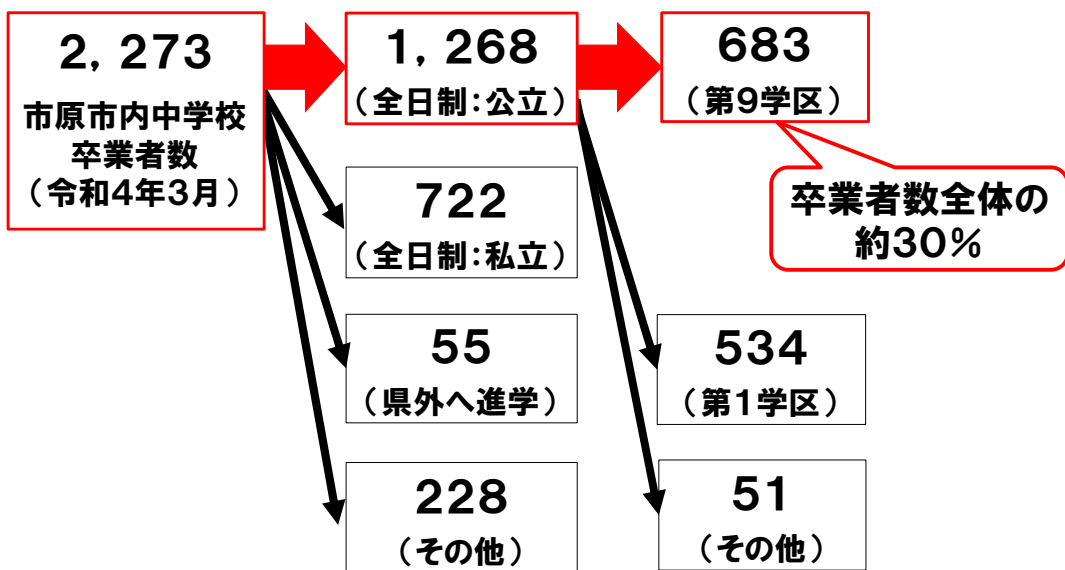 2,273
市原市内中学校
卒業者数
(令和4年3月)
1,268
(全日制:公立)
683
(第9学区)
卒業者数全体の
約30%
722
(全日制:私立)
55
(県外へ進学)
534
(第1学区)
228
(その他)
51
(その他)